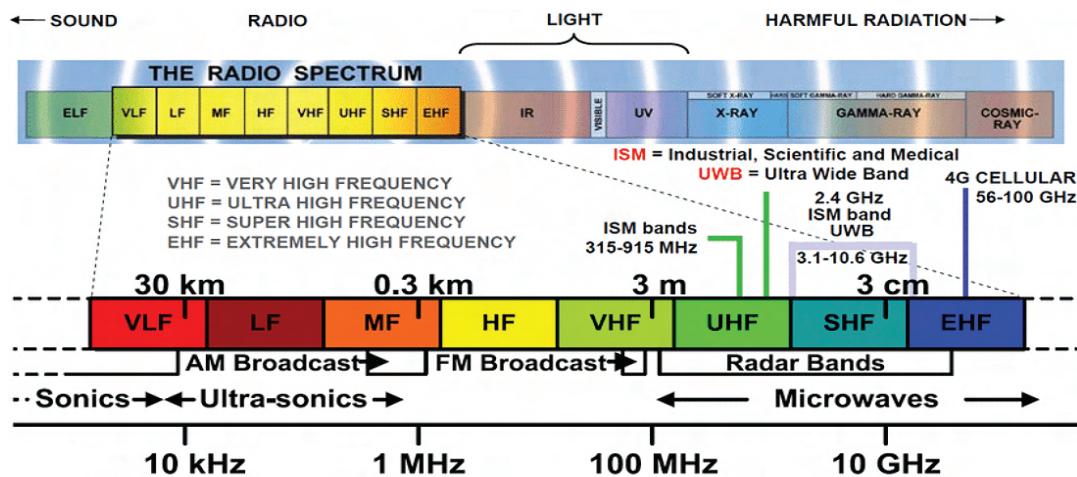 SOUND
RADIO
LIGHT
HARMFUL RADIATION
THE RADIO SPECTRUM
ELF
VLF
LF
MF
HF
VHF
UHF
SHF
EHF
IR
VISIBLE
UV
SOFT X-RAY
HARD
SOFT GAMMA-RAY
HARD GAMMA-RAY
X-RAY
GAMMA-RAY
COSMIC-
RAY
ISM = Industrial, Scientific and Medical
UWB = Ultra Wide Band
VHF = VERY HIGH FREQUENCY
UHF = ULTRA HIGH FREQUENCY
SHF = SUPER HIGH FREQUENCY
EHF = EXTREMELY HIGH FREQUENCY
ISM bands
315-915 MHz
2.4 GHz
ISM band
UWB
3.1-10.6 GHz
4G CELLULAR
56-100 GHz
30 km
0.3 km
3 m
3 cm
VLF
LF
MF
HF
VHF
UHF
SHF
EHF
AM Broadcast
FM Broadcast
Radar Bands
Sonics
Ultra-sonics
Microwaves
10 kHz
1 MHz
100 MHz
10 GHz